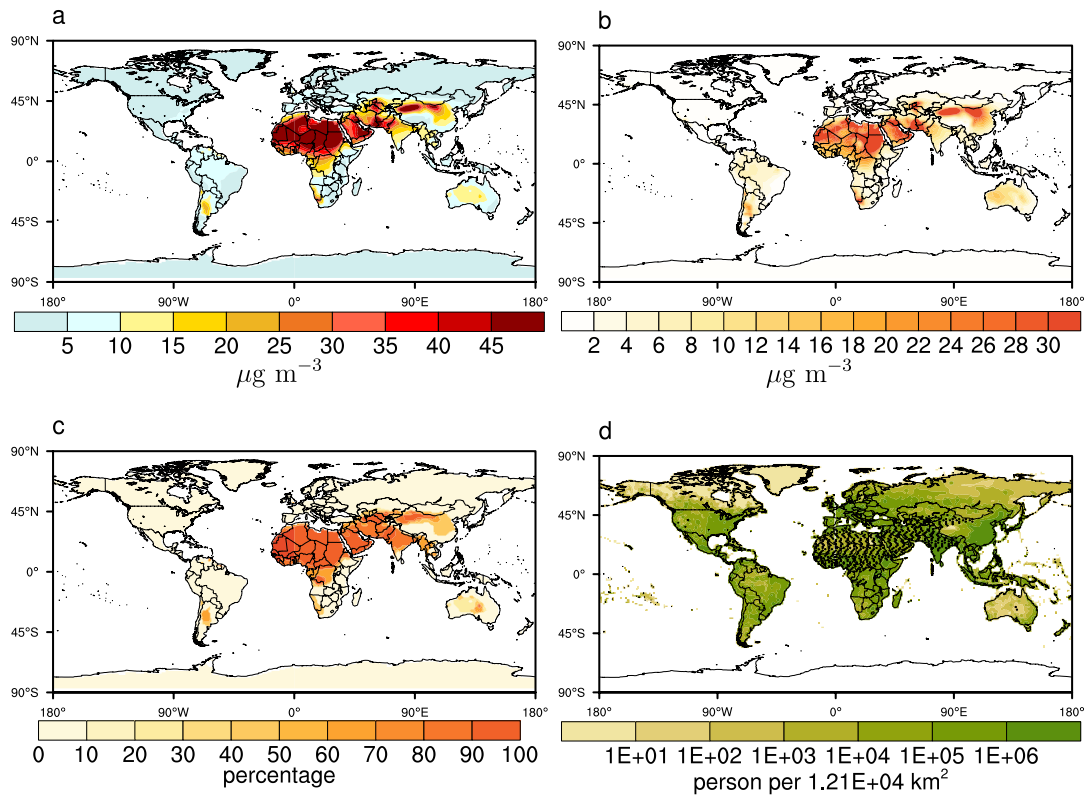 a
90°N
45°N
0°
45°S
90°S
180°
90°W
0°
90°E
180°
5 10 15 20 25 30 35 40 45
μg m−3
b
90°N
45°N
0°
45°S
90°S
180°
90°W
0°
90°E
180°
2 4 6 8 10 12 14 16 18 20 22 24 26 28 30
μg m−3
c
90°N
45°N
0°
45°S
90°S
180°
90°W
0°
90°E
180°
0 10 20 30 40 50 60 70 80 90 100
percentage
d
90°N
45°N
0°
45°S
90°S
180°
90°W
0°
90°E
180°
1E+01 1E+02 1E+03 1E+04 1E+05 1E+06
person per 1.21E+04 km2